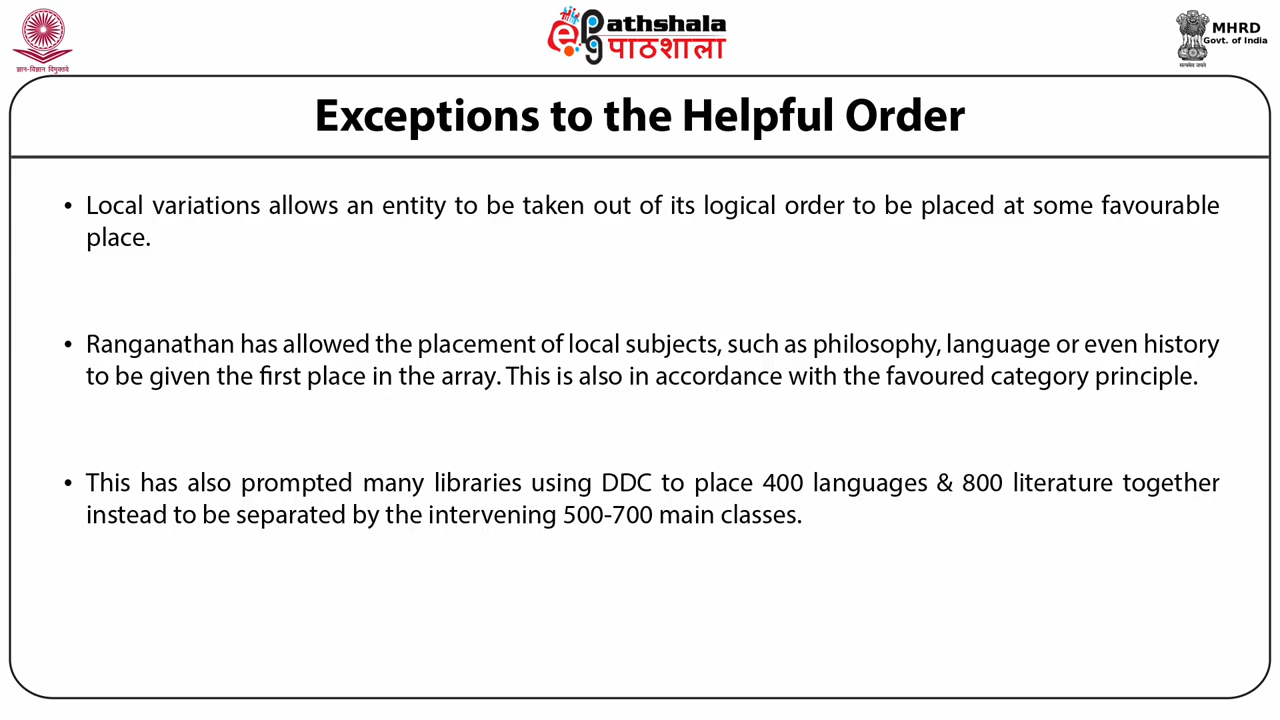 ज्ञान-विज्ञान विमुक्तये
ePathshala
पाठशाला
MHRD
Govt. of India
सत्यमेव जयते
Exceptions to the Helpful Order
• Local variations allows an entity to be taken out of its logical order to be placed at some favourable
place.
• Ranganathan has allowed the placement of local subjects, such as philosophy, language or even history
to be given the first place in the array. This is also in accordance with the favoured category principle.
• This has also prompted many libraries using DDC to place 400 languages & 800 literature together
instead to be separated by the intervening 500-700 main classes.